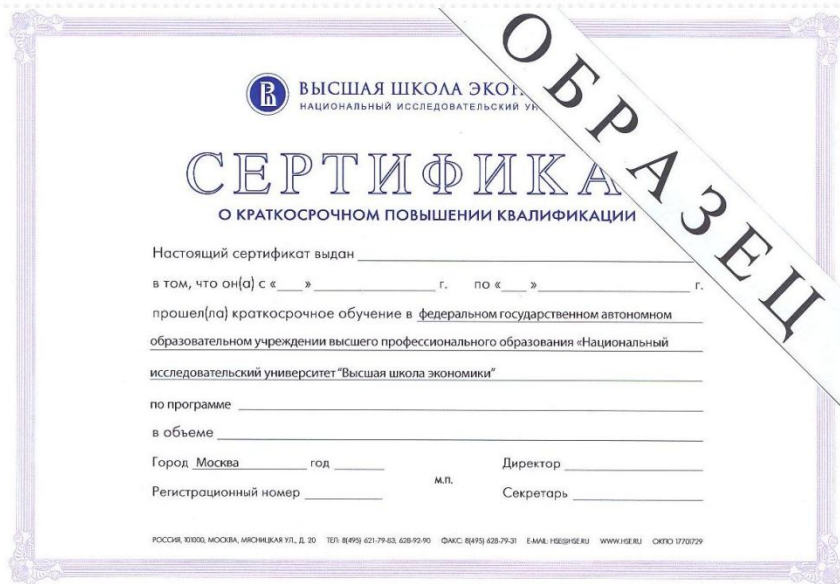 ОБРАЗЕЦ
ВЫСШАЯ ШКОЛА ЭКОН
НАЦИОНАЛЬНЫЙ ИССЛЕДОВАТЕЛЬСКИЙ УН
СЕРТИФИКА
О КРАТКОСРОЧНОМ ПОВЫШЕНИИ КВАЛИФИКАЦИИ
Настоящий сертификат выдан
в том, что он(а) с «____» ____ г. по «____» ____ г.
прошел(ла) краткосрочное обучение в федеральном государственном автономном
образовательном учреждении высшего профессионального образования «Национальный
исследовательский университет "Высшая школа экономики"
по программе
в объеме
Город Москва год Директор
м.п.
Регистрационный номер Секретарь
РОССИЯ, 101000, МОСКВА, МЯСНИЦКАЯ УЛ., Д. 20 ТЕЛ: 8(495) 621-79-83, 628-92-90 ФАКС: 8(495) 628-79-31 E-MAIL: HSE@HSE.RU WWW.HSE.RU ОКПО 17701729